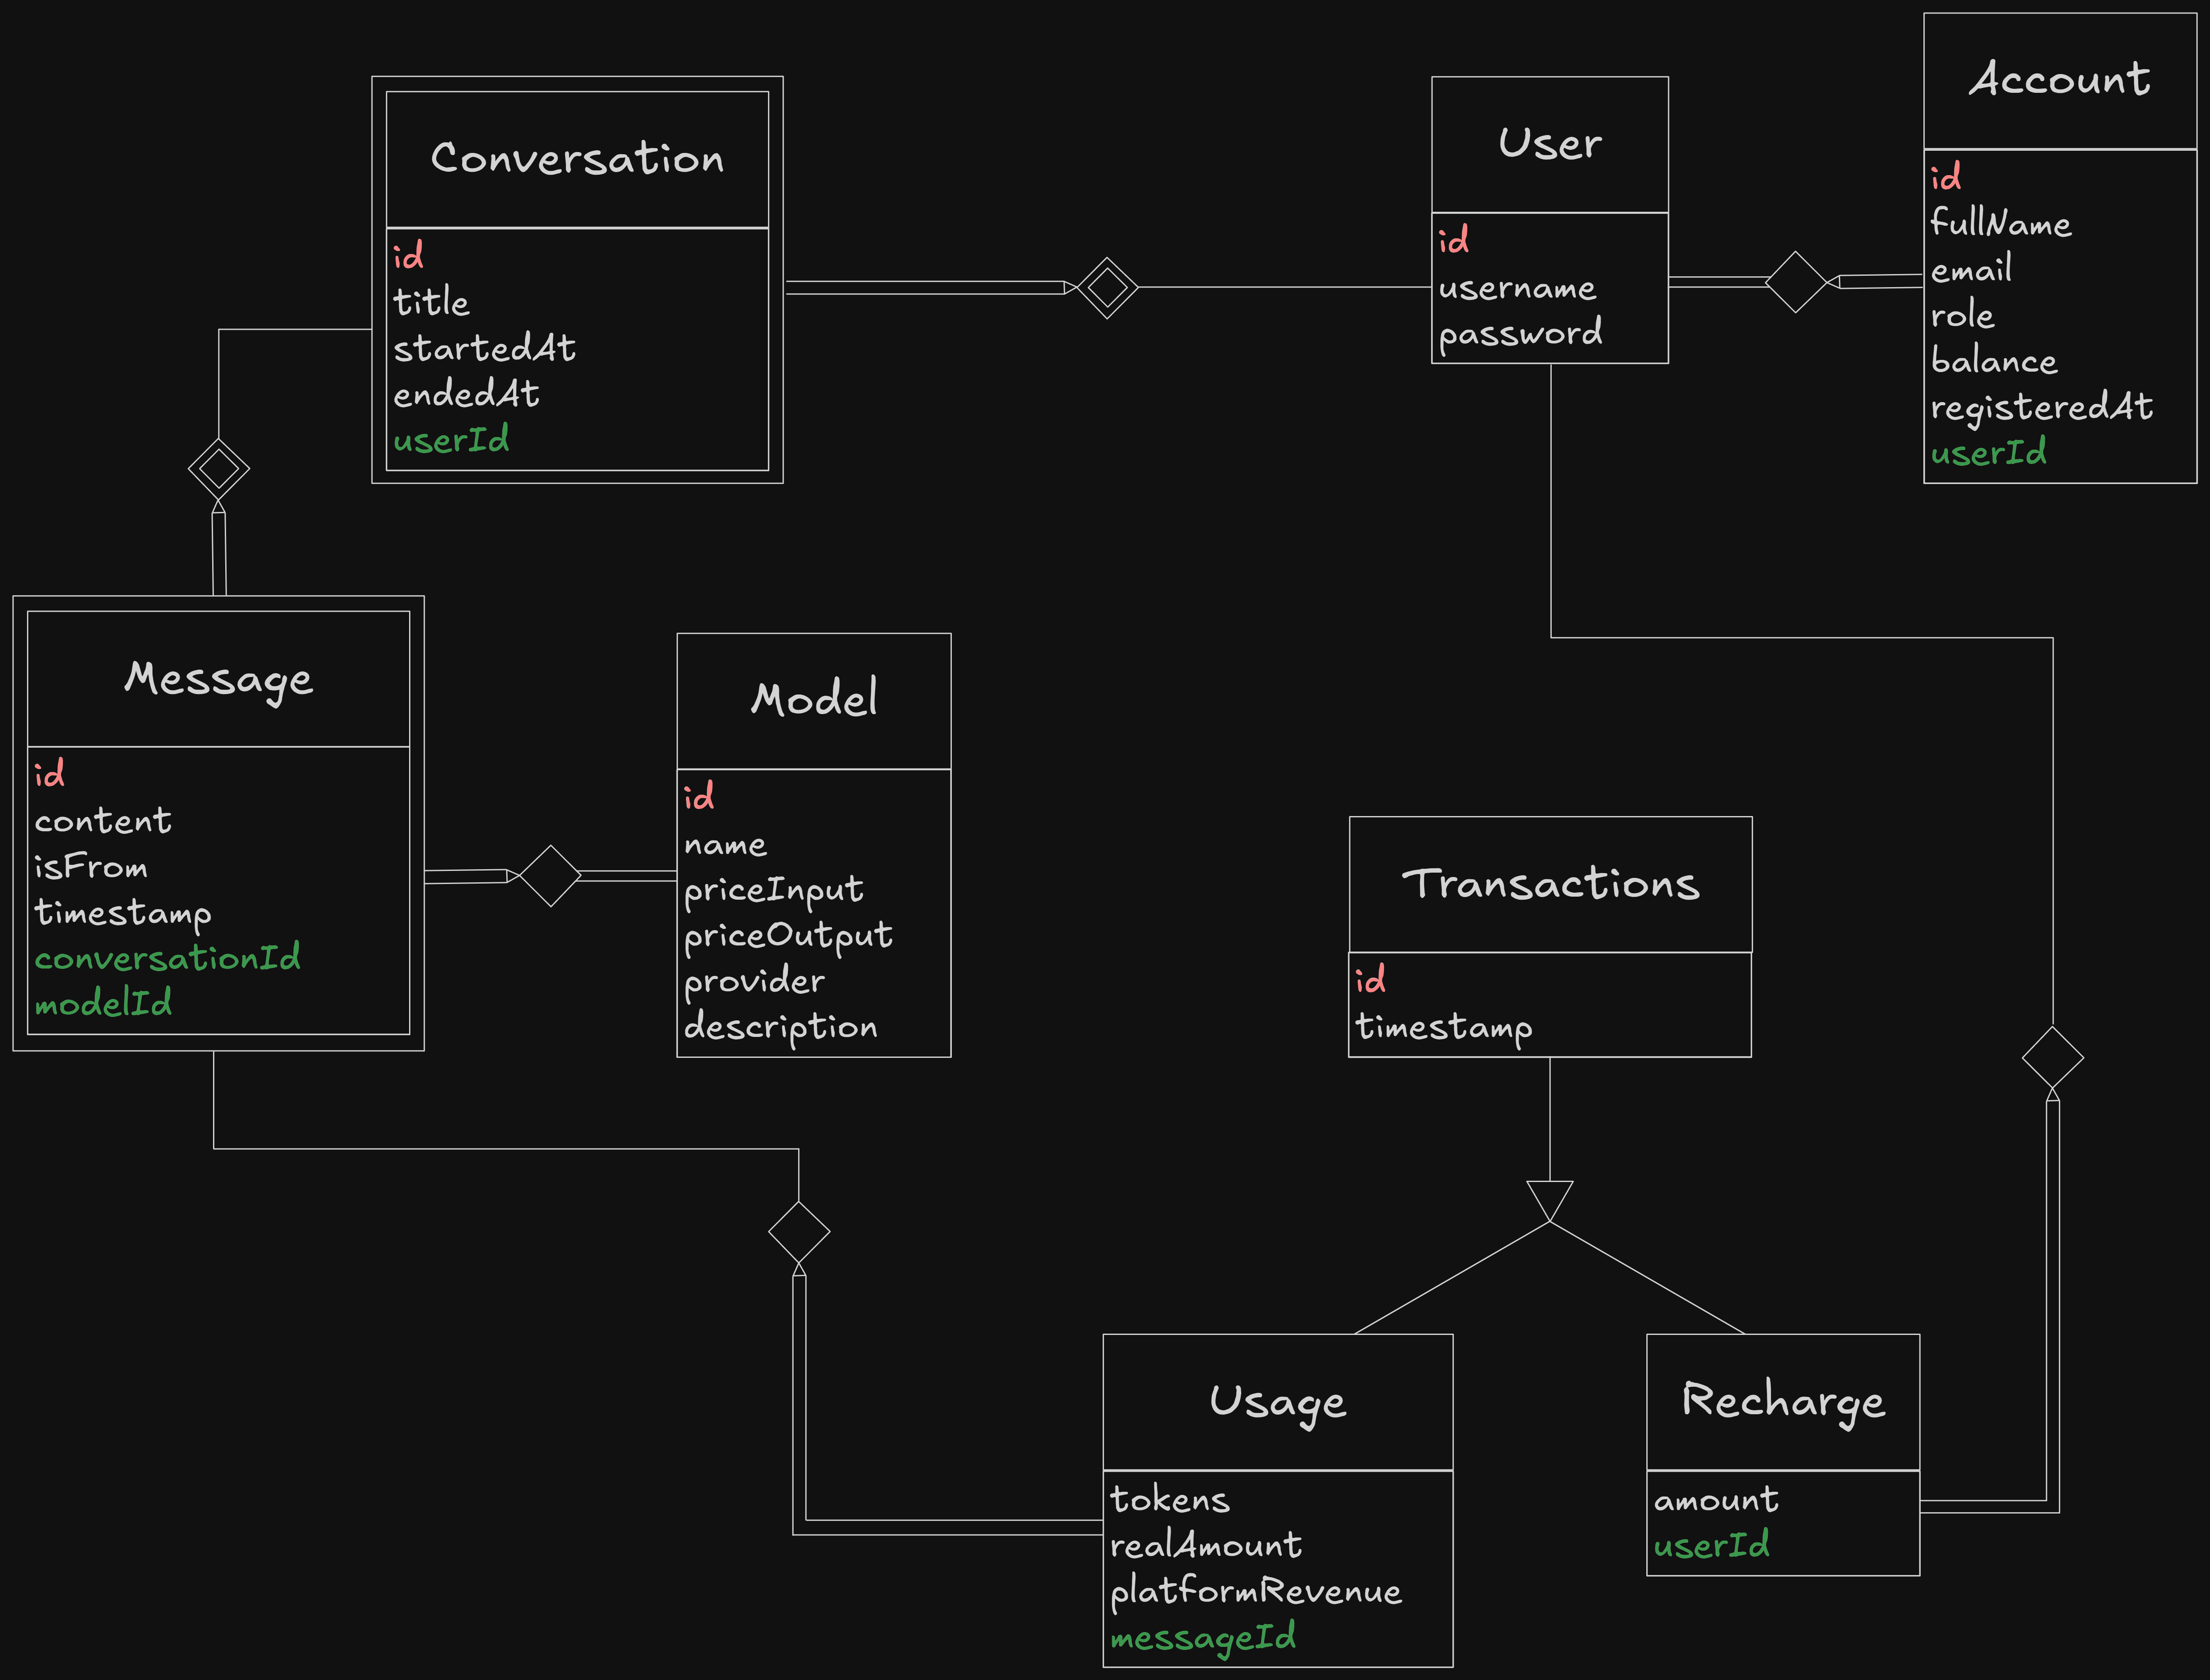 Conversation
id
title
startedAt
endedAt
userId
User
id
username
password
Account
id
fullName
email
role
balance
registeredAt
userId
Message
id
content
isFrom
timestamp
conversationId
modelId
Model
id
name
priceInput
priceOutput
provider
description
Transactions
id
timestamp
Usage
tokens
realAmount
platformRevenue
messageId
Recharge
amount
userId